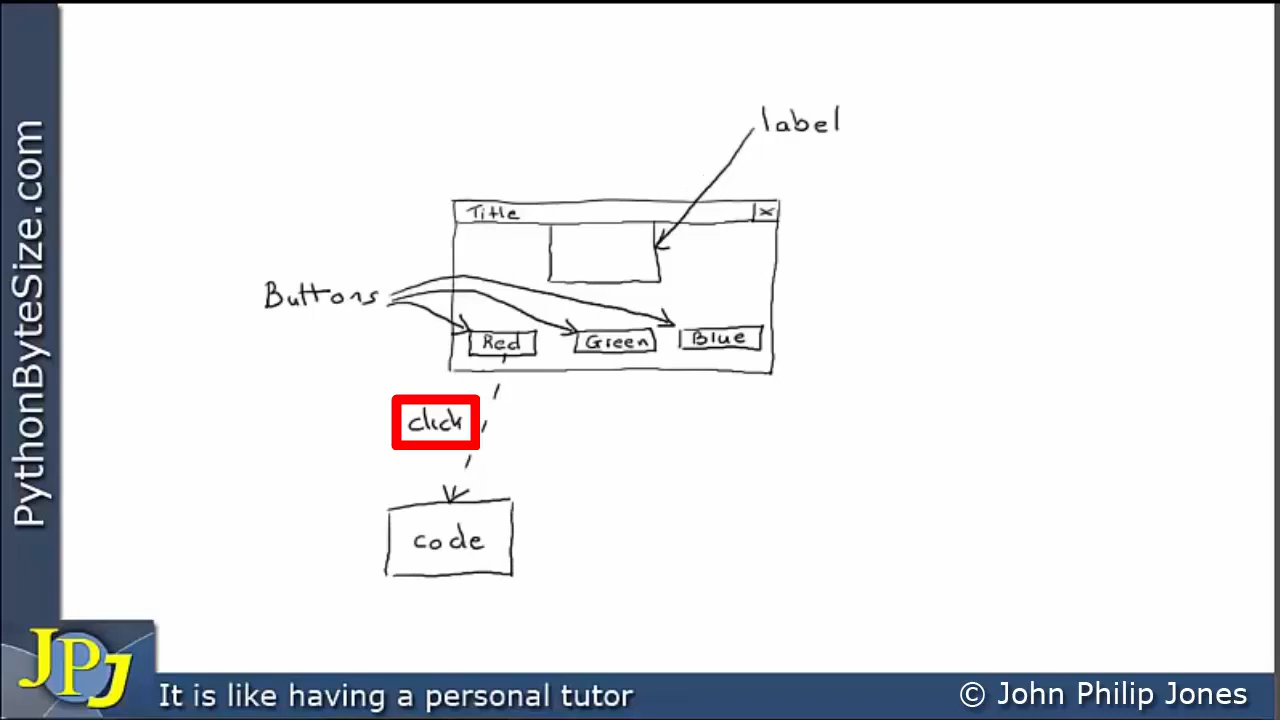 PythonByteSize.com
label
Title X
Buttons
Red Green Blue
click
code
JPJ
It is like having a personal tutor
© John Philip Jones